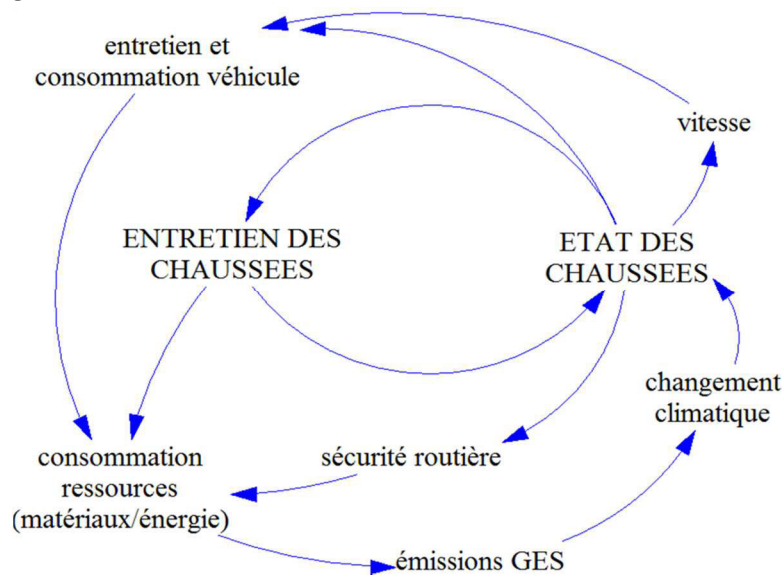 entretien et
consommation véhicule
vitesse
ENTRETIEN DES
CHAUSSEES
ETAT DES
CHAUSSEES
changement
climatique
consommation
ressources
(matériaux/énergie)
sécurité routière
émissions GES